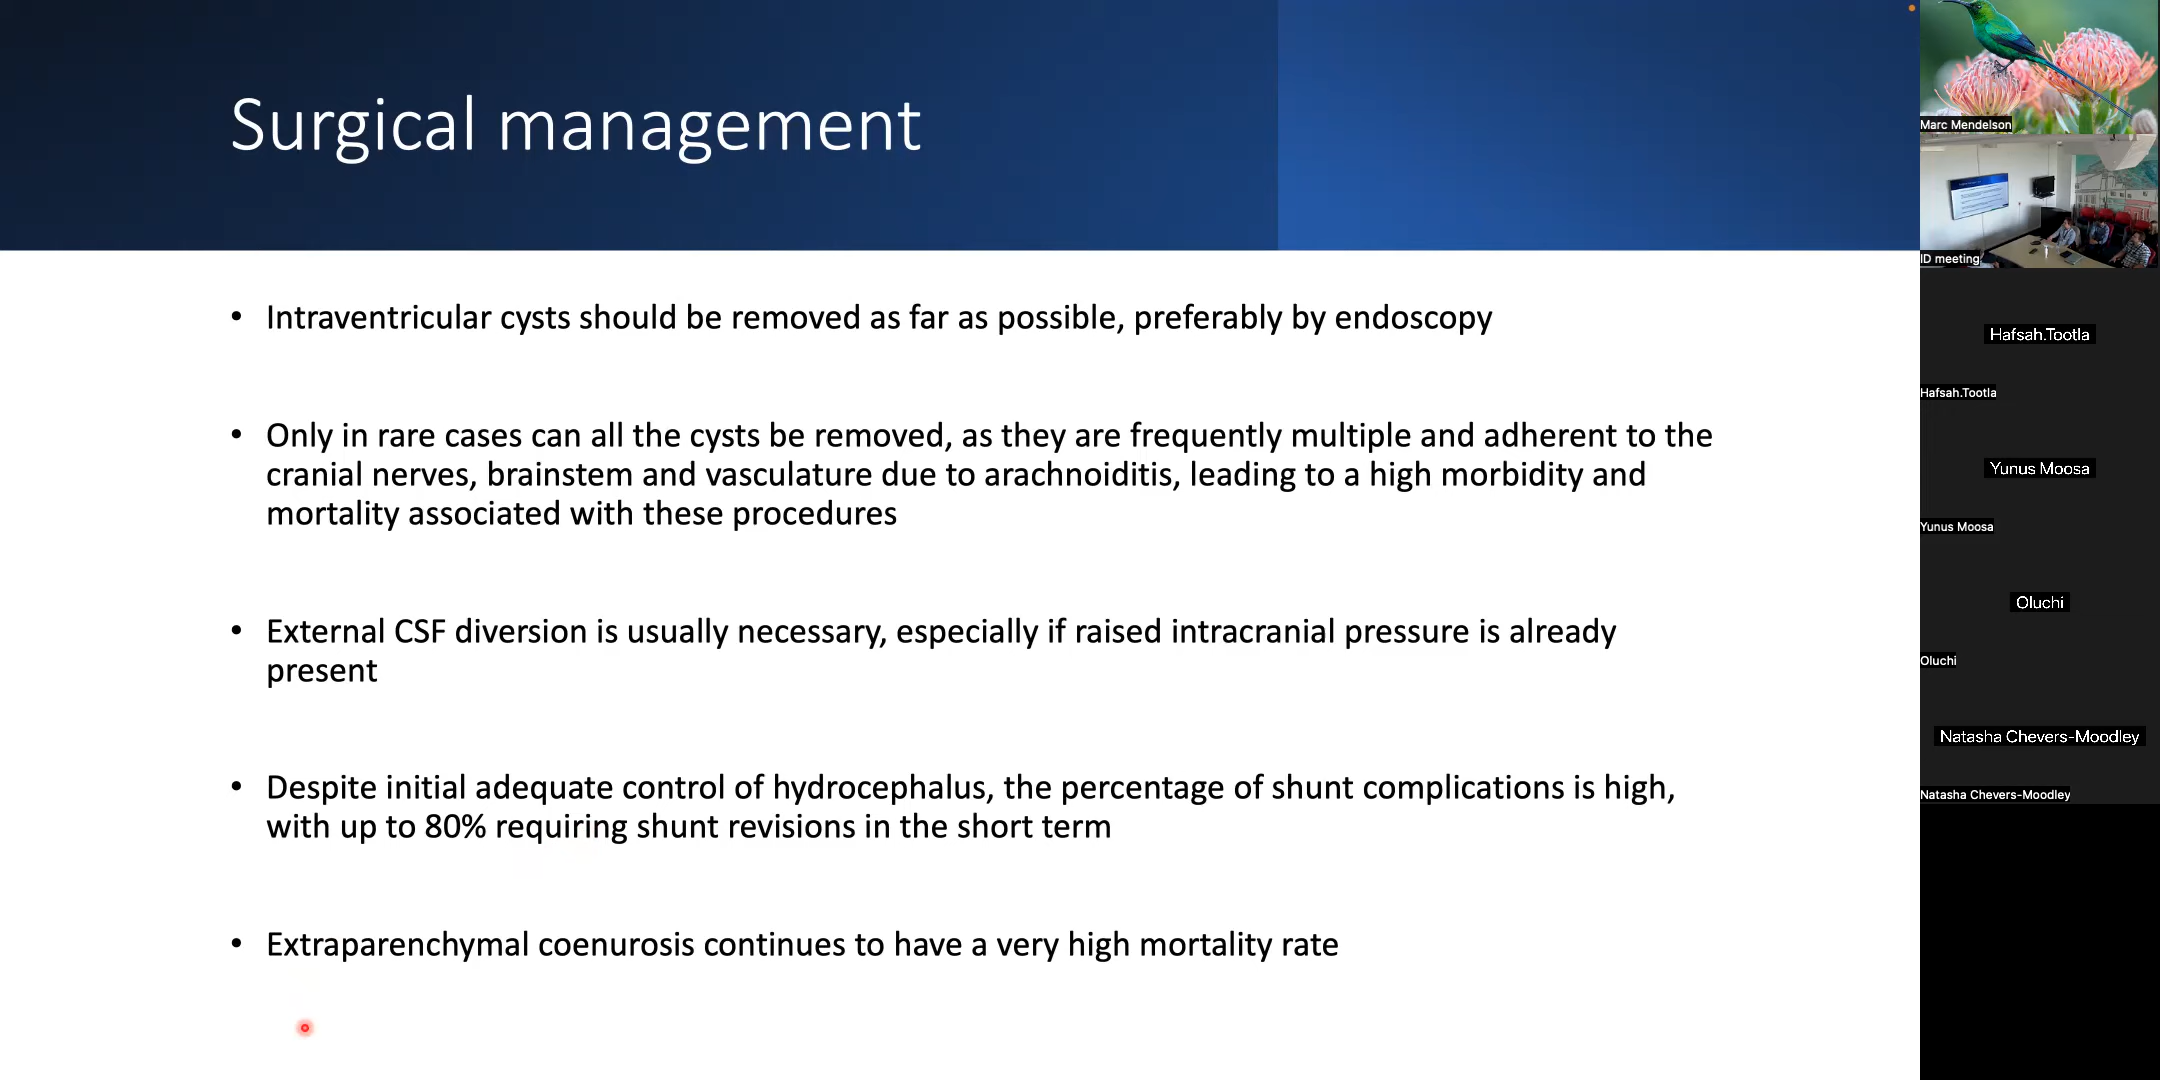 Surgical management
• Intraventricular cysts should be removed as far as possible, preferably by endoscopy
• Only in rare cases can all the cysts be removed, as they are frequently multiple and adherent to the
cranial nerves, brainstem and vasculature due to arachnoiditis, leading to a high morbidity and
mortality associated with these procedures
• External CSF diversion is usually necessary, especially if raised intracranial pressure is already
present
• Despite initial adequate control of hydrocephalus, the percentage of shunt complications is high,
with up to 80% requiring shunt revisions in the short term
• Extraparenchymal coenurosis continues to have a very high mortality rate
Marc Mendelson
ID meeting
Hafsah.Tootla
Hafsah.Tootla
Yunus Moosa
Yunus Moosa
Oluchi
Oluchi
Natasha Chevers-Moodley
Natasha Chevers-Moodley